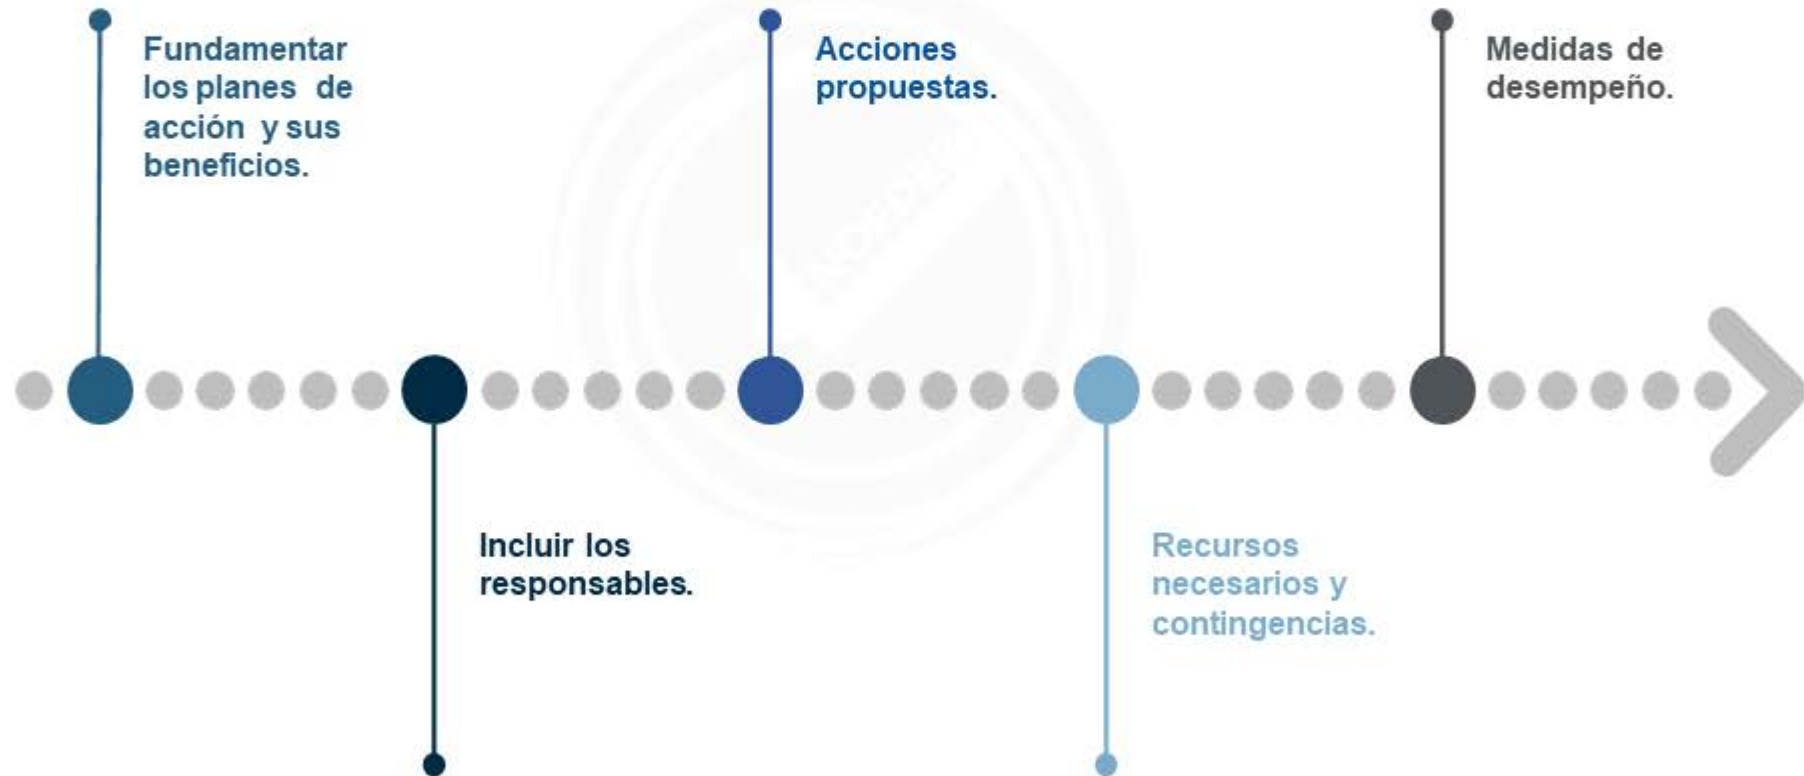 Fundamentar
los planes de
acción y sus
beneficios.
Acciones
propuestas.
Medidas de
desempeño.
Incluir los
responsables.
Recursos
necesarios y
contingencias.